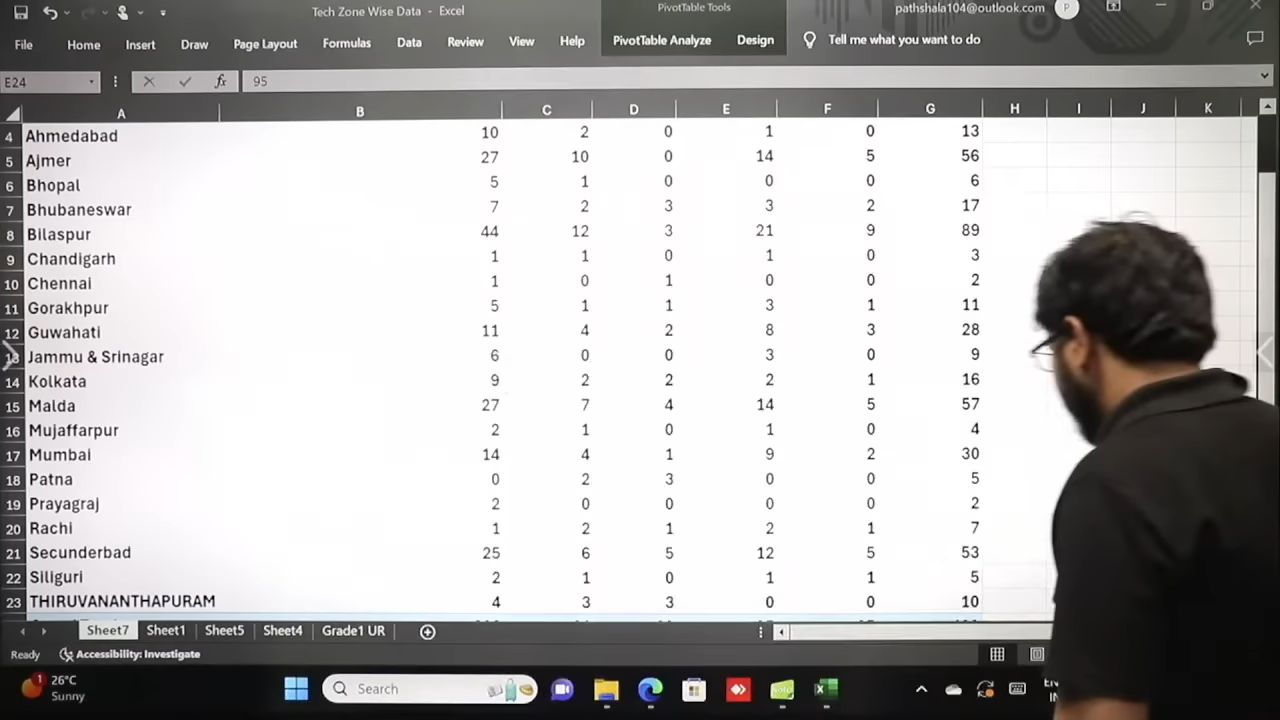 Tech Zone Wise Data - Excel
PivotTable Tools
pathshala104@outlook.com
P
File Home Insert Draw Page Layout Formulas Data Review View Help PivotTable Analyze Design Tell me what you want to do
E24 fx 95
A B C D E F G H I J K
4 Ahmedabad 10 2 0 1 0 13
5 Ajmer 27 10 0 14 5 56
6 Bhopal 5 1 0 0 0 6
7 Bhubaneswar 7 2 3 3 2 17
8 Bilaspur 44 12 3 21 9 89
9 Chandigarh 1 1 0 1 0 3
10 Chennai 1 0 1 0 0 2
11 Gorakhpur 5 1 1 3 1 11
12 Guwahati 11 4 2 8 3 28
13 Jammu & Srinagar 6 0 0 3 0 9
14 Kolkata 9 2 2 2 1 16
15 Malda 27 7 4 14 5 57
16 Mujaffarpur 2 1 0 1 0 4
17 Mumbai 14 4 1 9 2 30
18 Patna 0 2 3 0 0 5
19 Prayagraj 2 0 0 0 0 2
20 Rachi 1 2 1 2 1 7
21 Secunderbad 25 6 5 12 5 53
22 Siliguri 2 1 0 1 1 5
23 THIRUVANANTHAPURAM 4 3 3 0 0 10
Sheet7 Sheet1 Sheet5 Sheet4 Grade1 UR
Ready Accessibility: Investigate
1 26°C
Sunny
Search